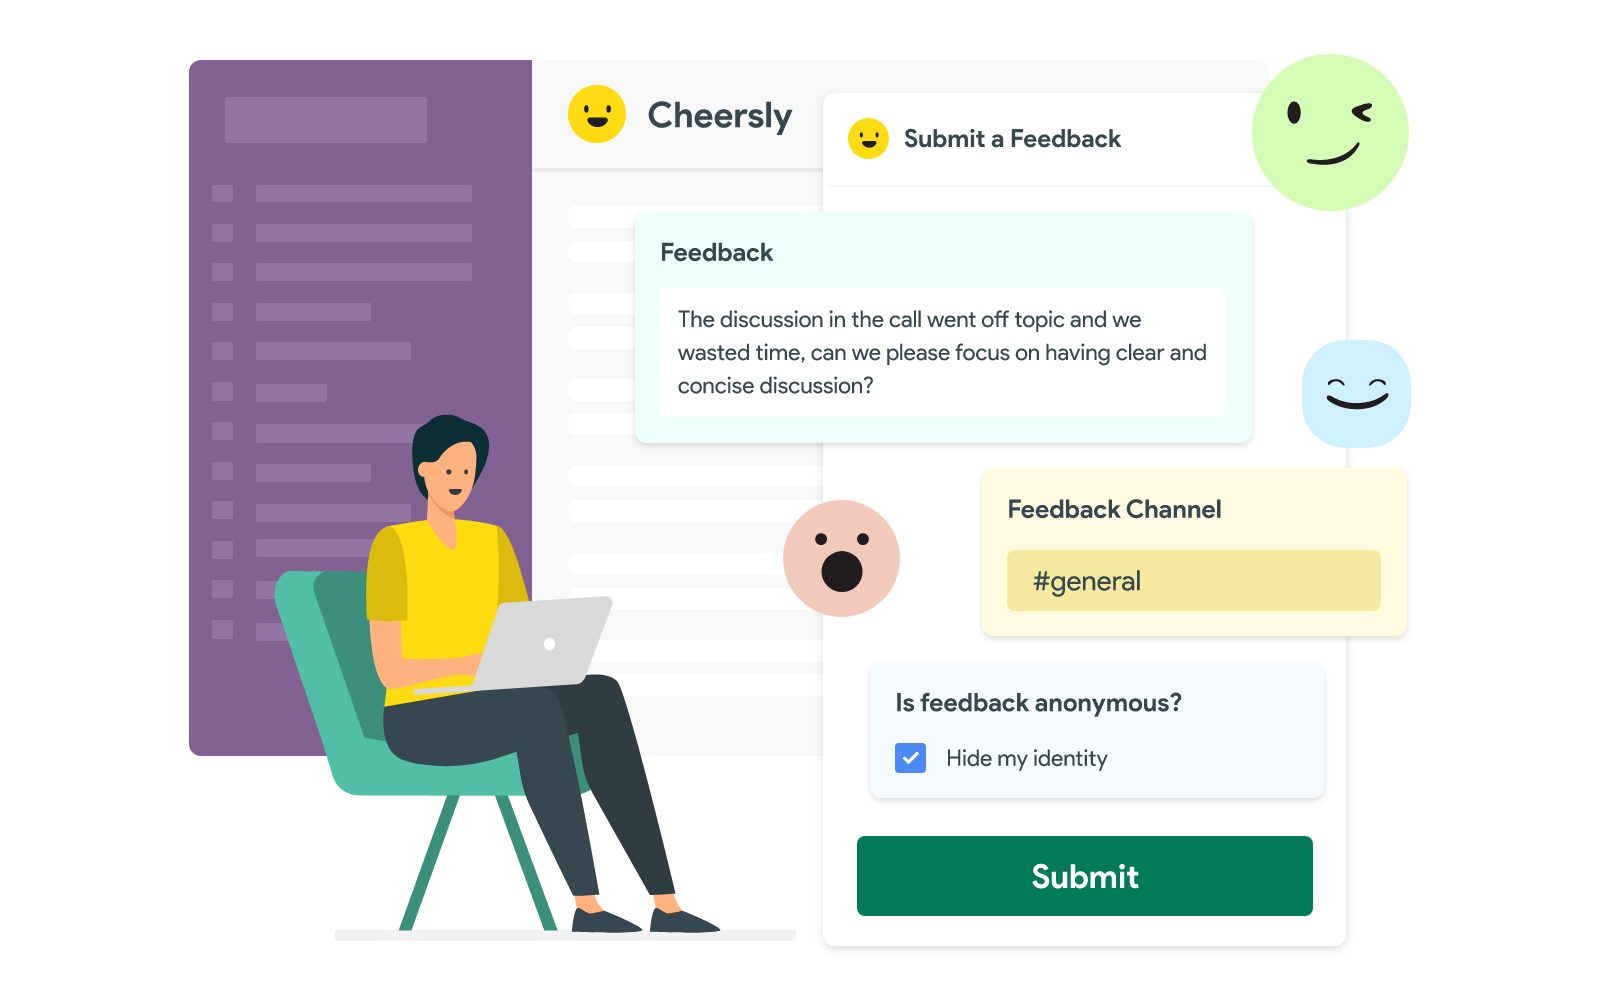 Cheersly
Submit a Feedback
Feedback
The discussion in the call went off topic and we
wasted time, can we please focus on having clear and
concise discussion?
Feedback Channel
#general
Is feedback anonymous?
Hide my identity
Submit